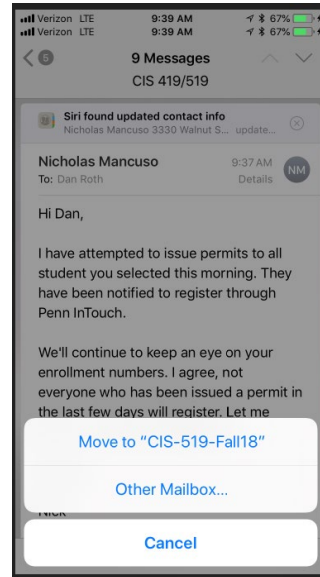 Verizon LTE 9:39 AM 67%
Verizon LTE 9:39 AM 67%
5 9 Messages
CIS 419/519
Siri found updated contact info
Nicholas Mancuso 3330 Walnut S... update...
Nicholas Mancuso 9:37 AM
NM
To: Dan Roth Details
Hi Dan,
I have attempted to issue permits to all
student you selected this morning. They
have been notified to register through
Penn InTouch.
We'll continue to keep an eye on your
enrollment numbers. I agree, not
everyone who has been issued a permit in
the last few days will register. Let me
Move to “CIS-519-Fall18”
Other Mailbox...
Nick
Cancel